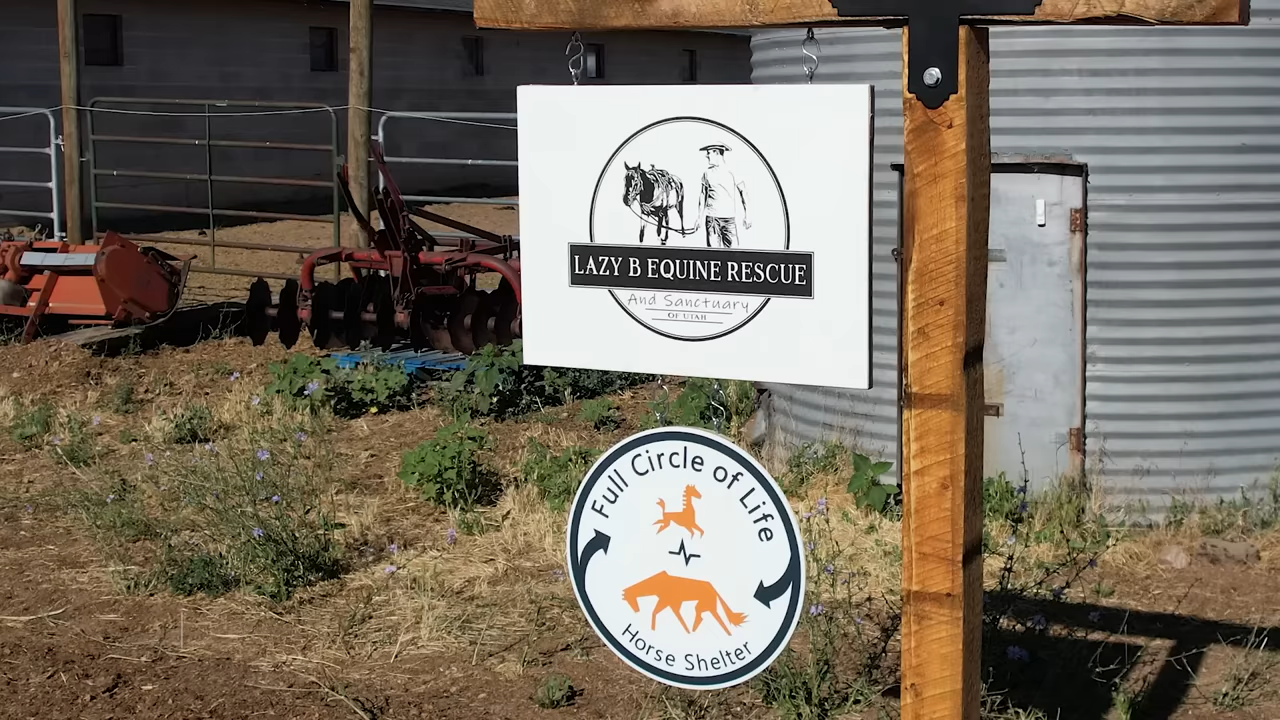 LAZY B EQUINE RESCUE
And Sanctuary
OF UTAH
Full Circle of Life
Horse Shelter